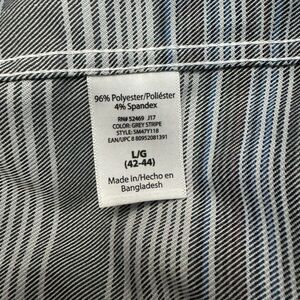 96% Polyester/Poliéster
4% Spandex
RN# 52469 J17
COLOR: GREY STRIPE
STYLE: SM47Y118
EAN/UPC 8 80952081391
L/G
(42-44)
Made In/Hecho en
Bangladesh